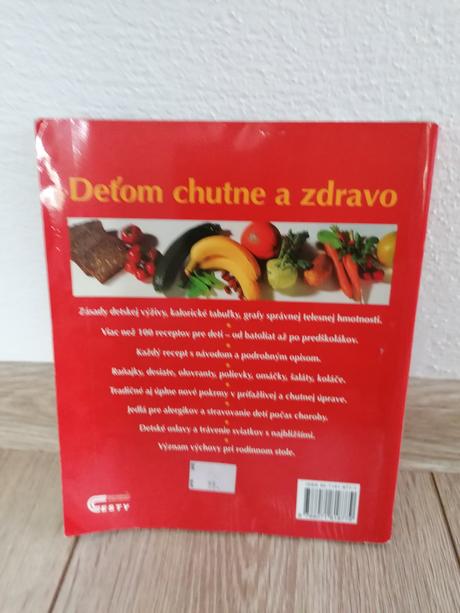 Deťom chutne a zdravo
Zásady detskej výživy, kalorické tabuľky, grafy správnej telesnej hmotnosti.
Viac než 100 receptov pre deti – od batoliat až po predškolákov.
Každý recept s návodom a podrobným opisom.
Raňajky, desiate, olovranty, polievky, omáčky, šaláty, koláče.
Tradičné aj úplne nové pokrmy v príťažlivej a chutnej úprave.
Jedlá pre alergikov a stravovanie detí počas choroby.
Detské oslavy a trávenie sviatkov s najbližšími.
Význam výchovy pri rodinnom stole.
CESTY
ISBN